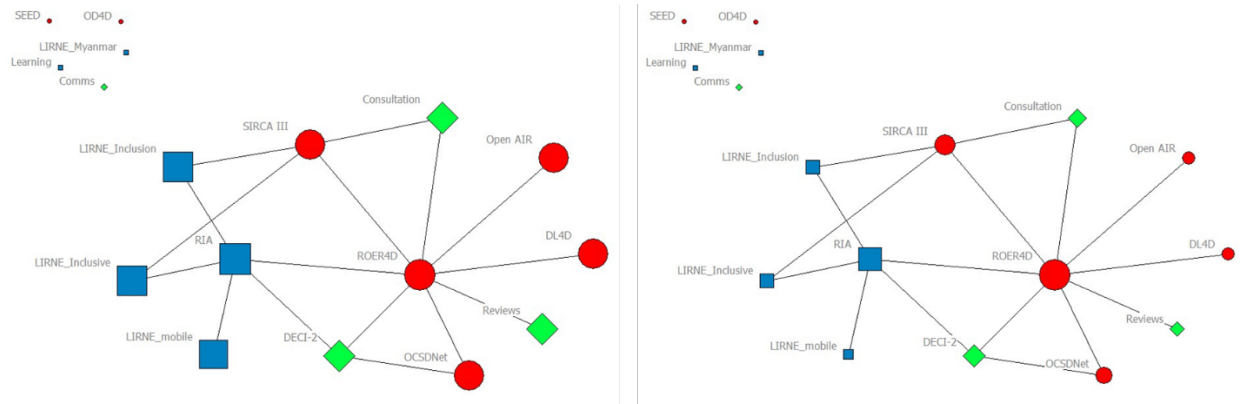 SEED
OD4D
LIRNE_Myanmar
Learning
Comms
Consultation
SIRCA III
Open AIR
LIRNE_Inclusion
RIA
ROER4D
DL4D
LIRNE_Inclusive
Reviews
LIRNE_mobile
DECI-2
OCSDNet
SEED
OD4D
LIRNE_Myanmar
Learning
Comms
Consultation
SIRCA III
Open AIR
LIRNE_Inclusion
RIA
ROER4D
DL4D
LIRNE_Inclusive
Reviews
LIRNE_mobile
DECI-2
OCSDNet